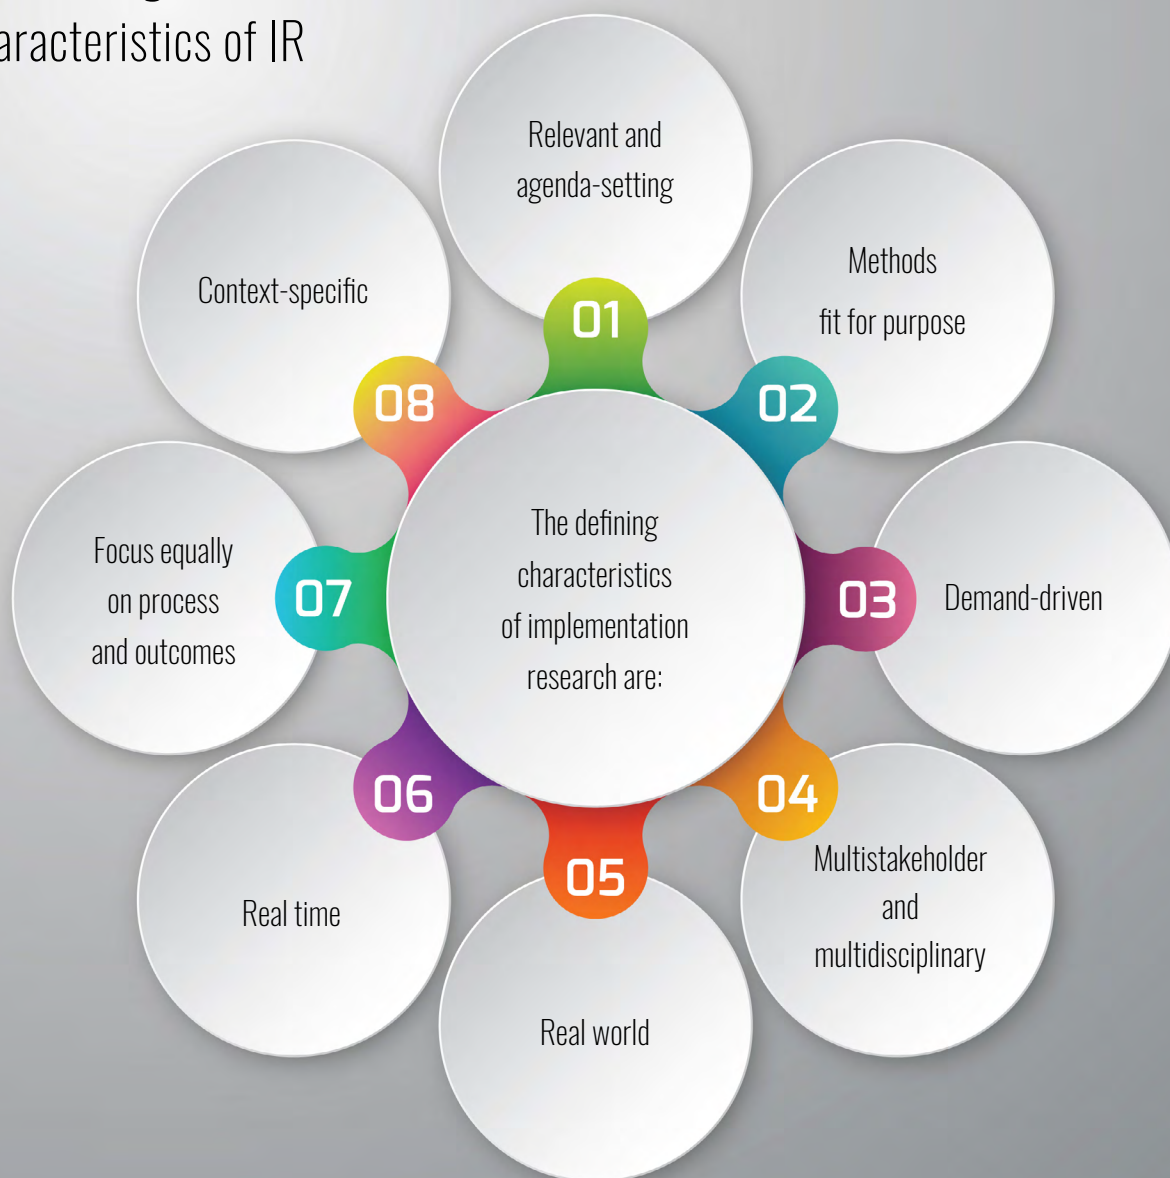 aracteristics of IR
01
Relevant and
agenda-setting
02
Methods
fit for purpose
03
Demand-driven
04
Multistakeholder
and
multidisciplinary
05
Real world
06
Real time
07
Focus equally
on process
and outcomes
08
Context-specific
The defining
characteristics
of implementation
research are: